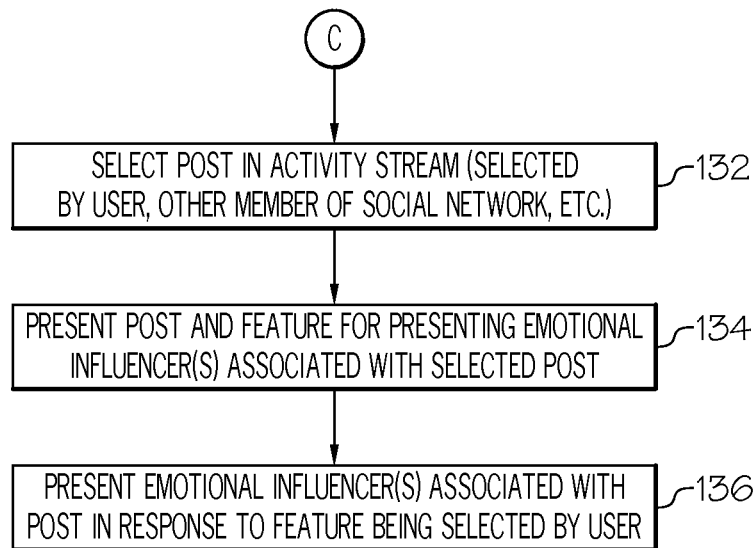 C
SELECT POST IN ACTIVITY STREAM (SELECTED
BY USER, OTHER MEMBER OF SOCIAL NETWORK, ETC.)
132
PRESENT POST AND FEATURE FOR PRESENTING EMOTIONAL
INFLUENCER(S) ASSOCIATED WITH SELECTED POST
134
PRESENT EMOTIONAL INFLUENCER(S) ASSOCIATED WITH
POST IN RESPONSE TO FEATURE BEING SELECTED BY USER
136